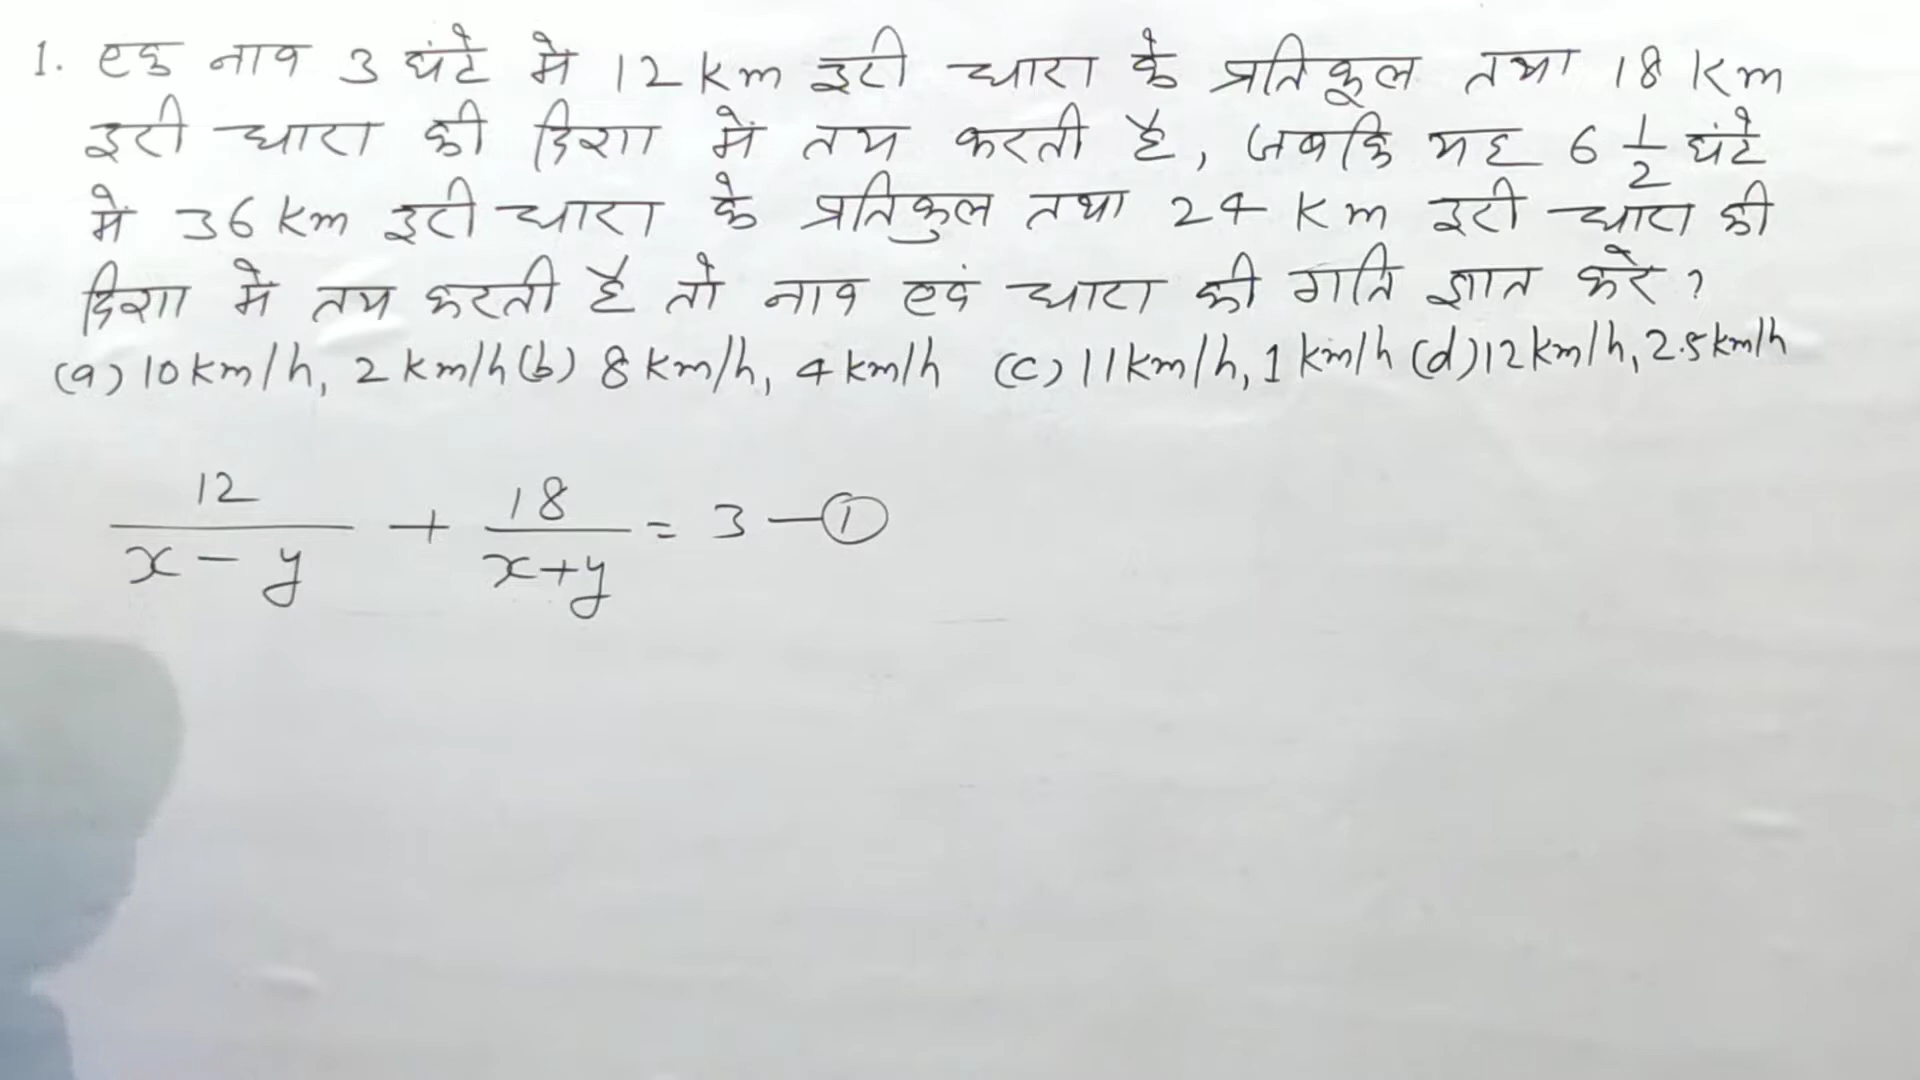 1. एक नाव 3 घंटे में 12 km दूरी धारा के प्रतिकूल तथा 18 km
दूरी धारा की दिशा में तय करती है, जबकि यह 6 1/2 घंटे
में 36 km दूरी धारा के प्रतिकुल तथा 24 km दूरी धारा की
दिशा में तय करती है तो नाव एवं धारा की गति ज्ञात करे ?
(a) 10 km/h, 2 km/h (b) 8 km/h, 4 km/h (c) 11 km/h, 1 km/h (d) 12 km/h, 2.5 km/h
12/(x - y) + 18/(x+y) = 3 — ①